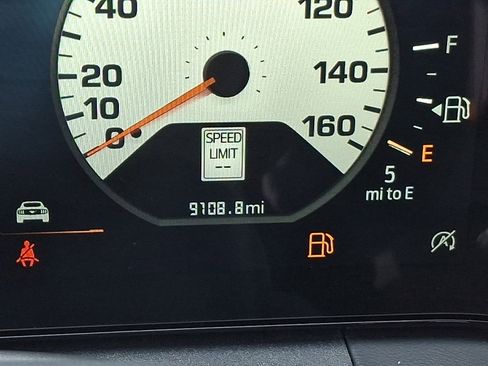 40
120
20
140
10
0
160
SPEED
LIMIT
--
9108.8mi
F
E
5
mi to E
A